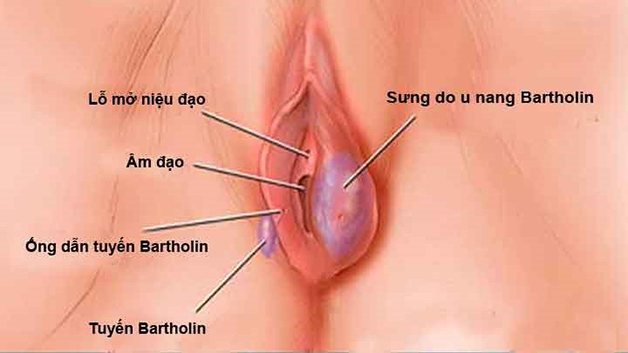 Lỗ mở niệu đạo
Sưng do u nang Bartholin
Âm đạo
Ống dẫn tuyến Bartholin
Tuyến Bartholin